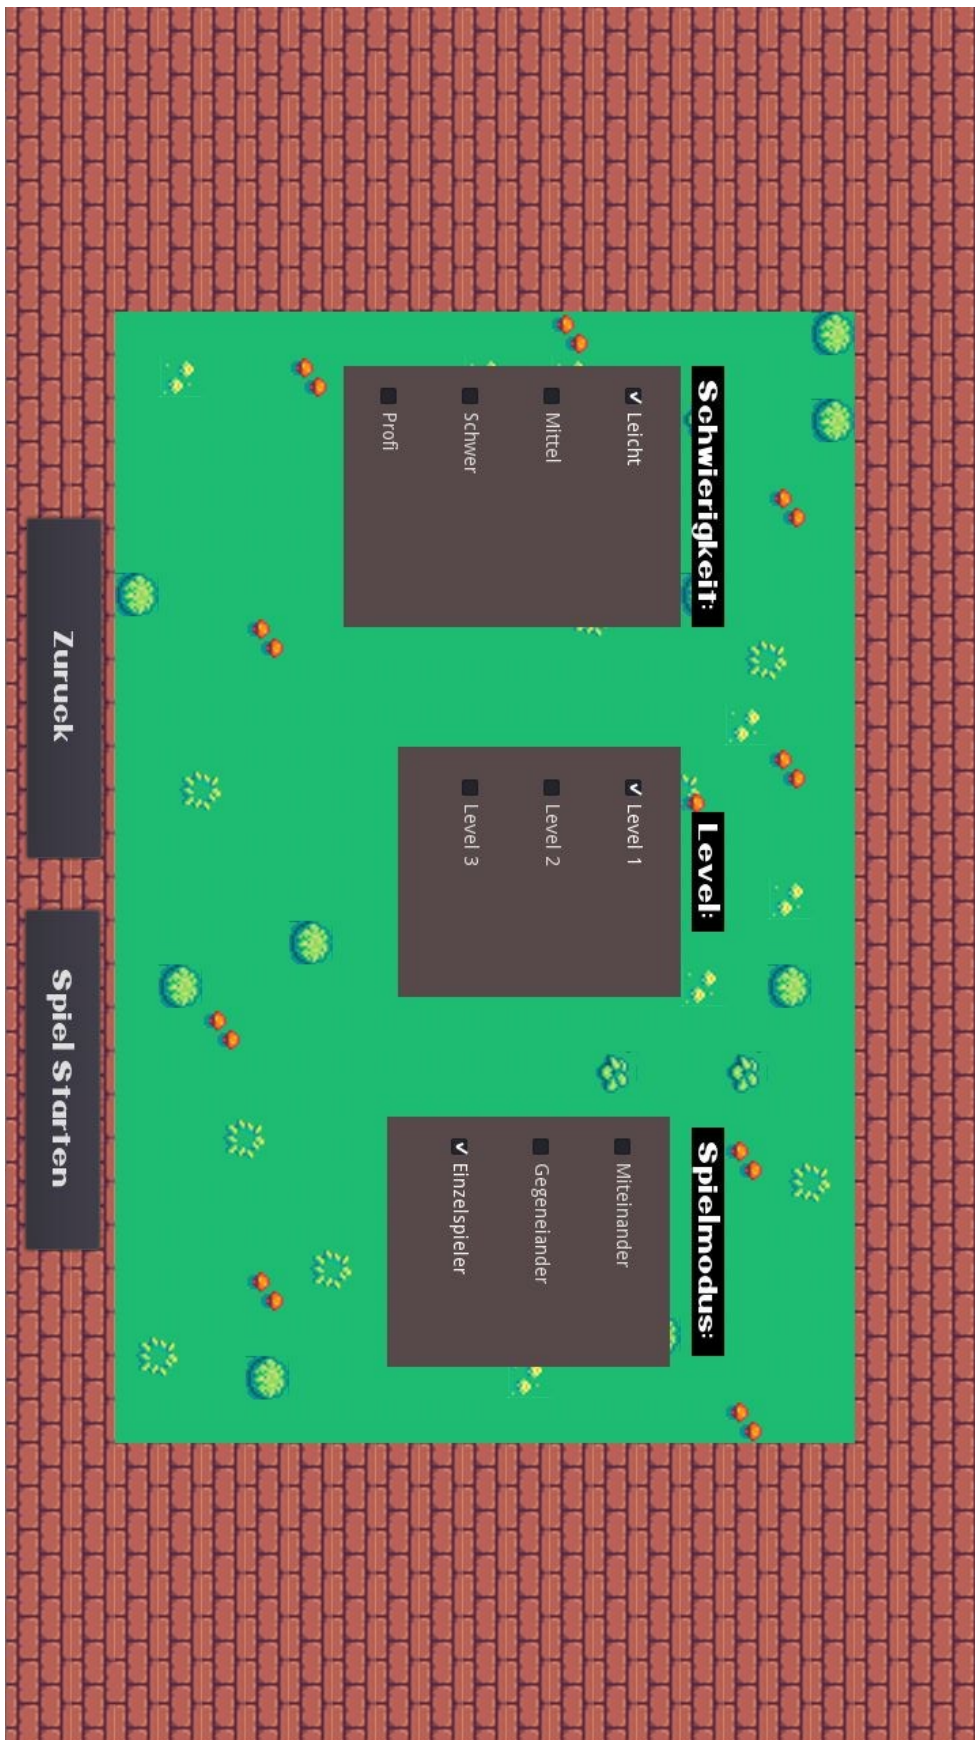 Schwierigkeit:
Leicht
Mittel
Schwer
Profi
Level:
Level 1
Level 2
Level 3
Spielmodus:
Miteinander
Gegeneiander
Einzelspieler
Zuruck
Spiel Starten